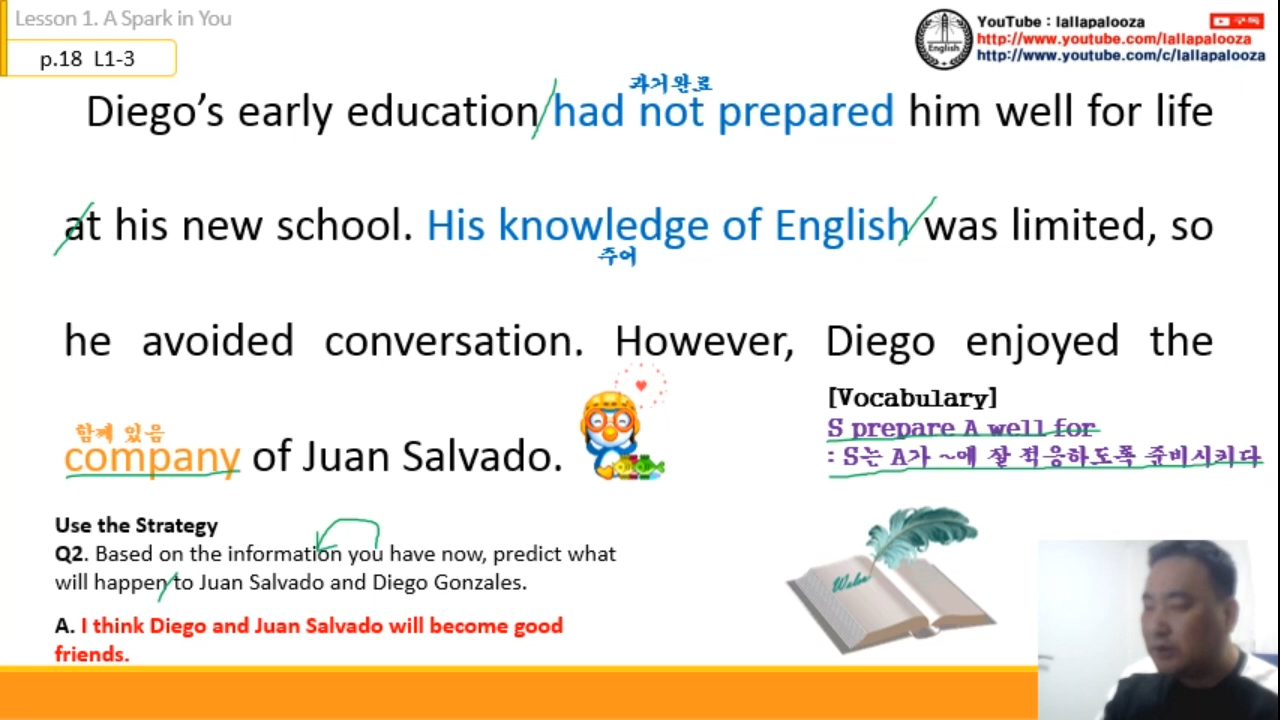 Lesson 1. A Spark in You
p.18 L1-3
English
YouTube : lallapalooza
구독
http://www.youtube.com/lallapalooza
http://www.youtube.com/c/lallapalooza
과거완료
Diego's early education had not prepared him well for life
at his new school. His knowledge of English was limited, so
주어
he avoided conversation. However, Diego enjoyed the
함께 있음
company of Juan Salvado.
[Vocabulary]
S prepare A well for
: S는 A가 ~에 잘 적응하도록 준비시키다
Use the Strategy
Q2. Based on the information you have now, predict what
will happen to Juan Salvado and Diego Gonzales.
A. I think Diego and Juan Salvado will become good
friends.